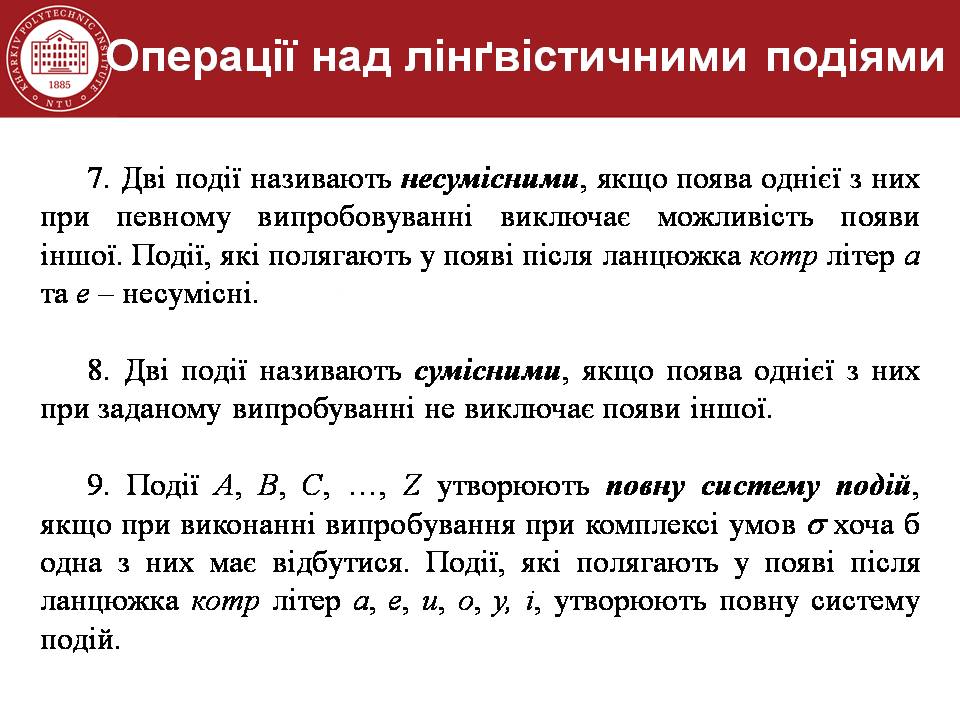 KHARKIV POLYTECHNIC INSTITUTE
1885
NTU
Операції над лінґвістичними подіями
7. Дві події називають несумісними, якщо поява однієї з них
при певному випробовуванні виключає можливість появи
іншої. Події, які полягають у появі після ланцюжка котр літер а
та е – несумісні.
8. Дві події називають сумісними, якщо поява однієї з них
при заданому випробуванні не виключає появи іншої.
9. Події A, B, C, …, Z утворюють повну систему подій,
якщо при виконанні випробування при комплексі умов σ хоча б
одна з них має відбутися. Події, які полягають у появі після
ланцюжка котр літер а, е, и, о, у, і, утворюють повну систему
подій.